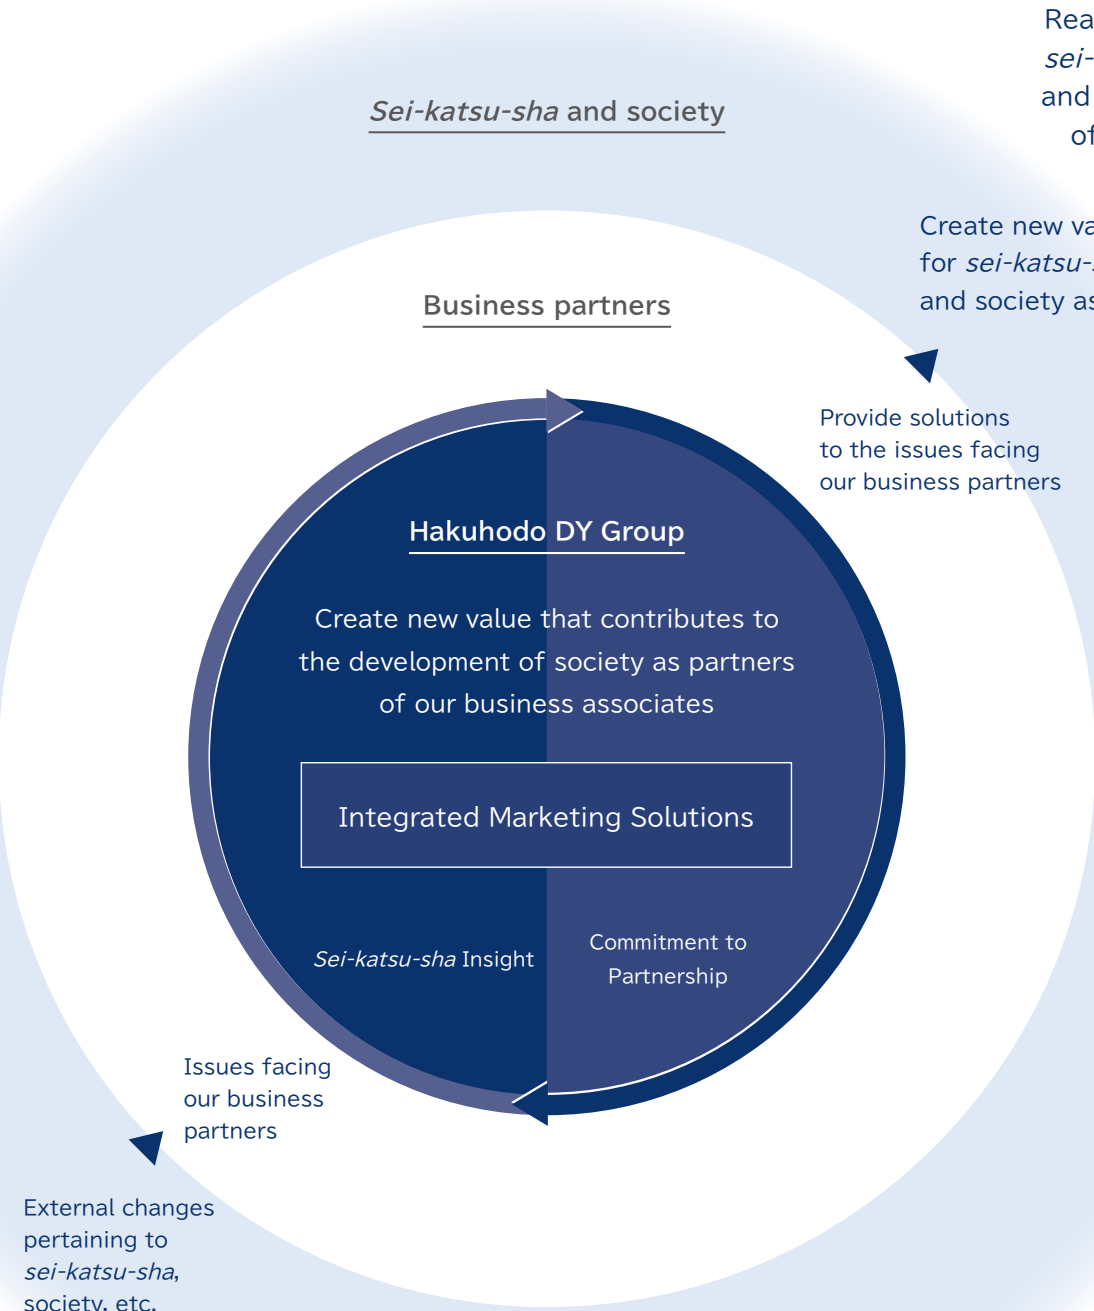 Sei-katsu-sha and society
sei-
and
of
Create new
for sei-katsu-
and society as
Business partners
Provide solutions
to the issues facing
our business partners
Hakuhodo DY Group
Create new value that contributes to
the development of society as partners
of our business associates
Integrated Marketing Solutions
Sei-katsu-sha Insight
Commitment to
Partnership
Issues facing
our business
partners
External changes
pertaining to
sei-katsu-sha,
society, etc.